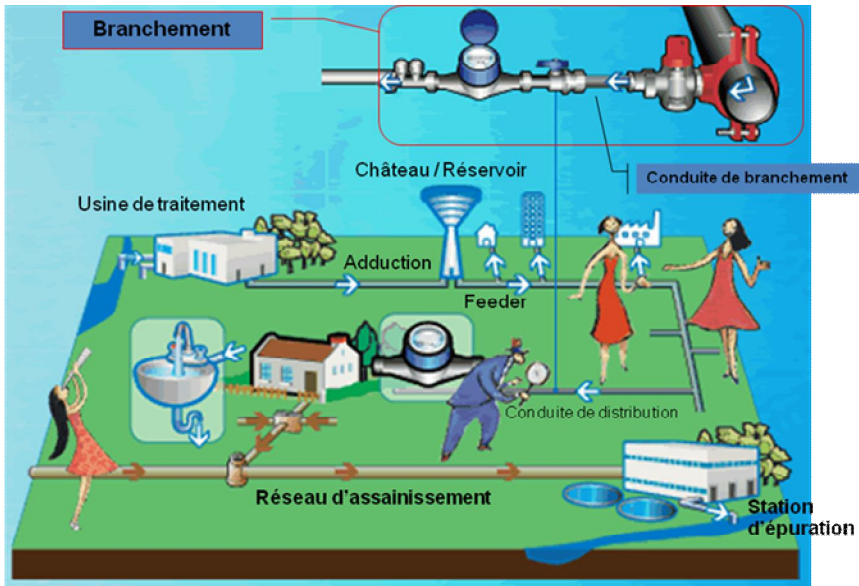 Branchement
Conduite de branchement
Château / Réservoir
Usine de traitement
Adduction
Feeder
Conduite de distribution
Réseau d'assainissement
Station
d'épuration